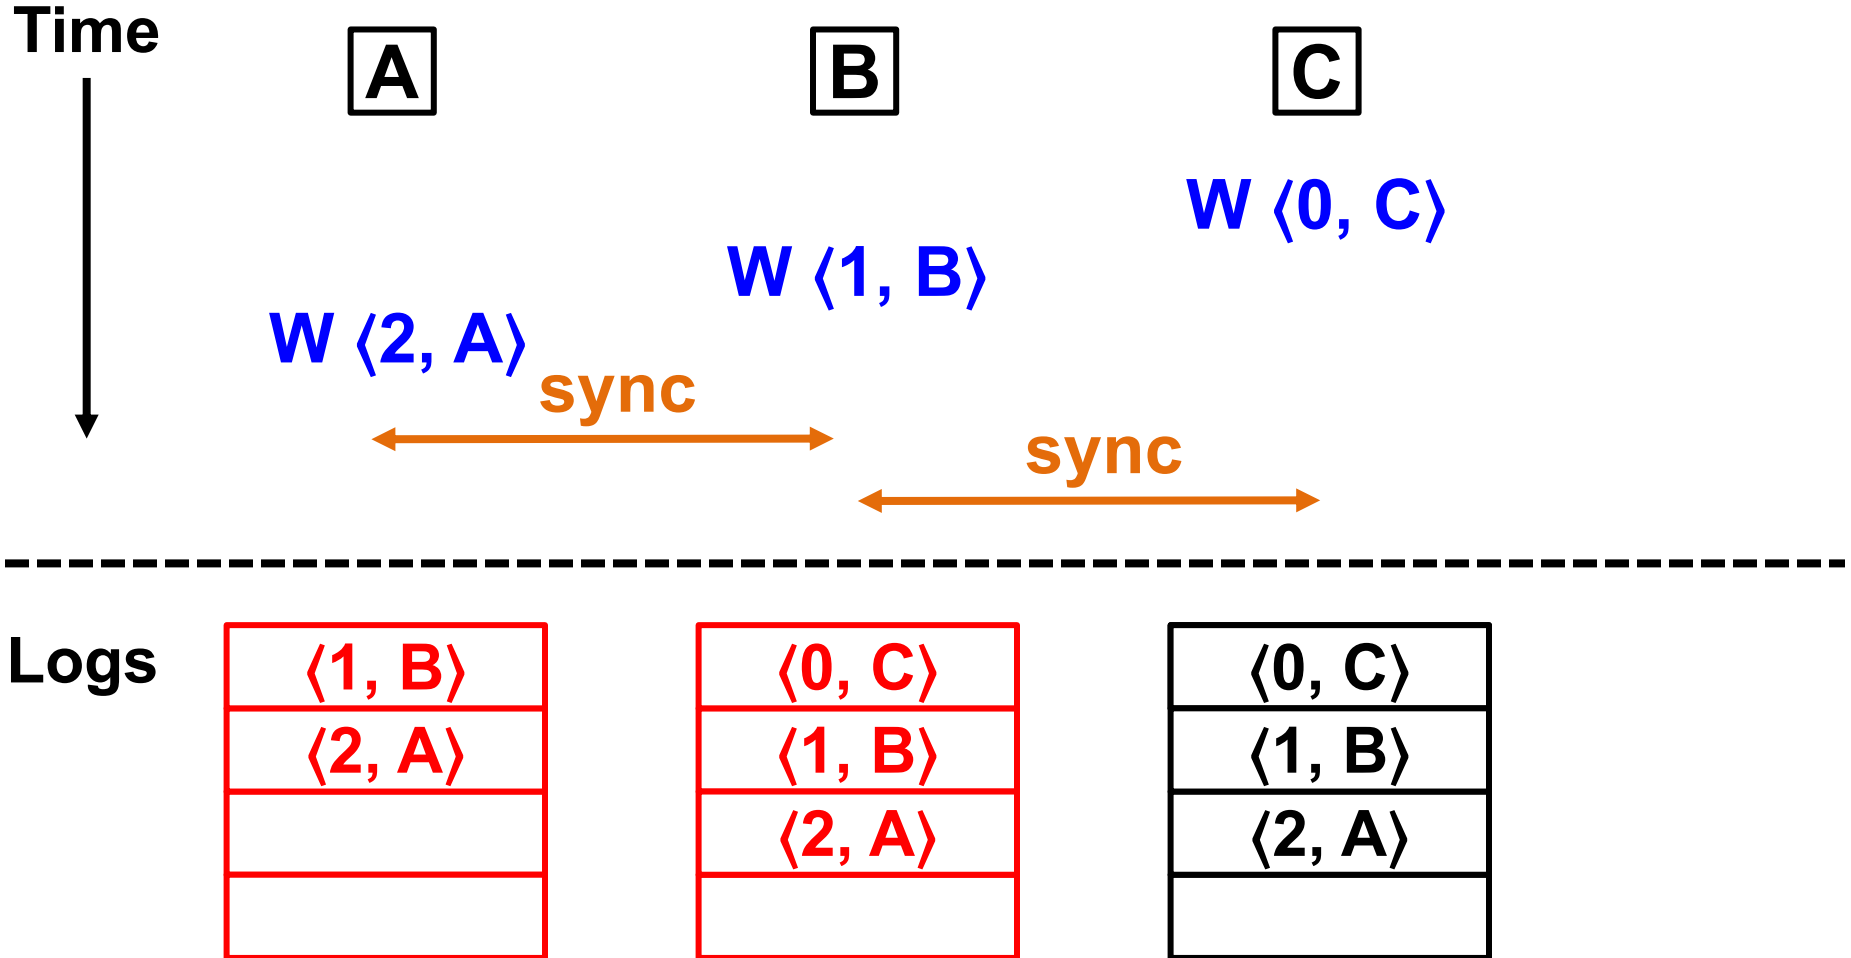 Time
A
B
C
W ⟨0, C⟩
W ⟨1, B⟩
W ⟨2, A⟩
sync
sync
Logs
⟨1, B⟩
⟨2, A⟩
⟨0, C⟩
⟨1, B⟩
⟨2, A⟩
⟨0, C⟩
⟨1, B⟩
⟨2, A⟩